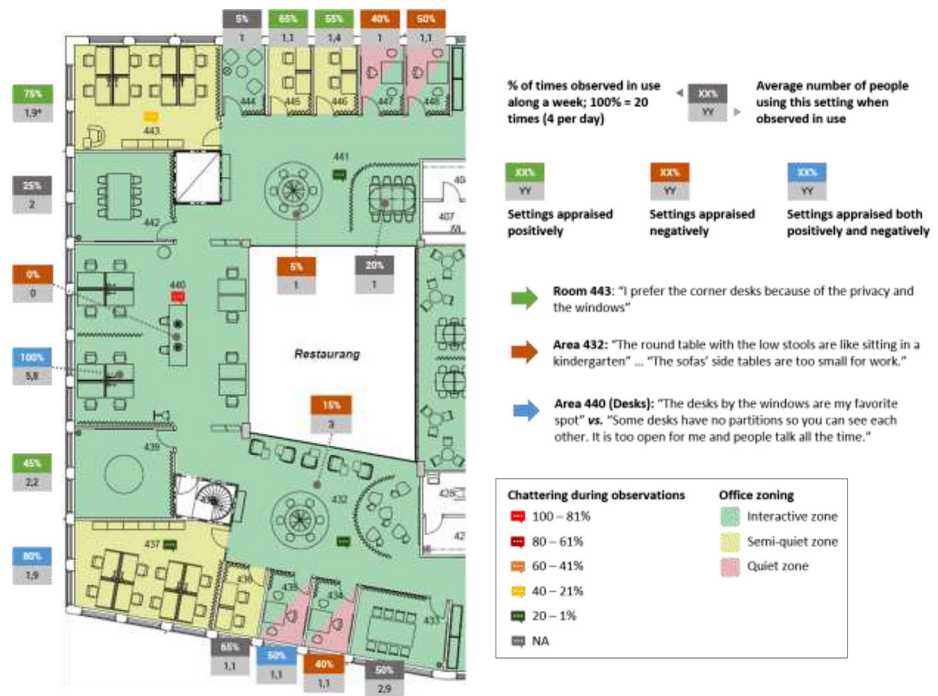 5%
1
65%
1,1
55%
1,4
40%
1
50%
1,1
75%
1.9*
443
444
445
446
447
448
441
25%
2
442
407
0%
0
440
5%
1
20%
1
Restaurang
100%
5,8
15%
3
439
45%
2,2
432
80%
1,9
437
436
435
434
433
65%
1,1
50%
1,1
40%
1,1
50%
2,9
% of times observed in use
along a week; 100% = 20
times (4 per day)
XX%
YY
Average number of people
using this setting when
observed in use
XX%
YY
Settings appraised
positively
XX%
YY
Settings appraised
negatively
XX%
YY
Settings appraised both
positively and negatively
Room 443: “I prefer the corner desks because of the privacy and
the windows”
Area 432: “The round table with the low stools are like sitting in a
kindergarten” … “The sofas’ side tables are too small for work.”
Area 440 (Desks): “The desks by the windows are my favorite
spot” vs. “Some desks have no partitions so you can see each
other. It is too open for me and people talk all the time.”
Chattering during observations
100 – 81%
80 – 61%
60 – 41%
40 – 21%
20 – 1%
NA
Office zoning
Interactive zone
Semi-quiet zone
Quiet zone